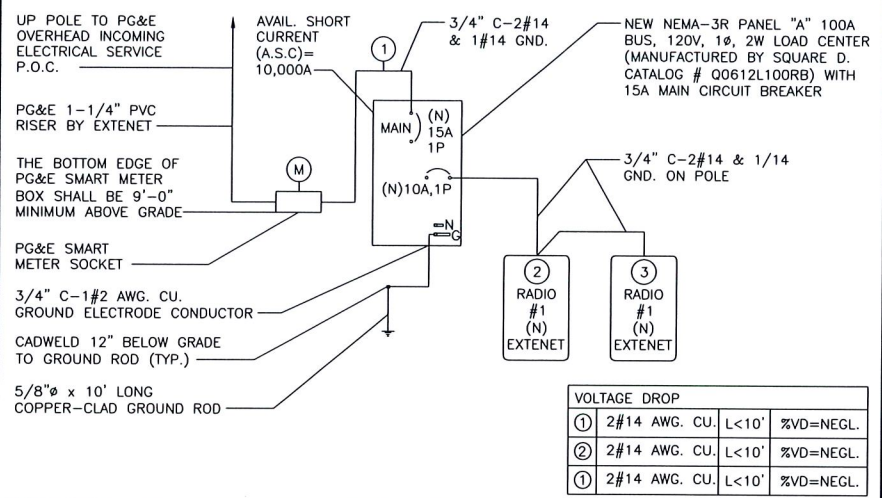 UP POLE TO PG&E
OVERHEAD INCOMING
ELECTRICAL SERVICE
P.O.C.
PG&E 1-1/4" PVC
RISER BY EXTENET
THE BOTTOM EDGE OF
PG&E SMART METER
BOX SHALL BE 9'-0"
MINIMUM ABOVE GRADE
PG&E SMART
METER SOCKET
3/4" C-1#2 AWG. CU.
GROUND ELECTRODE CONDUCTOR
CADWELD 12" BELOW GRADE
TO GROUND ROD (TYP.)
5/8"ø x 10' LONG
COPPER-CLAD GROUND ROD
M
AVAIL. SHORT
CURRENT
(A.S.C)=
10,000A
1
3/4" C-2#14
& 1#14 GND.
MAIN
(N)
15A
1P
(N)10A,1P
N
G
NEW NEMA-3R PANEL "A" 100A
BUS, 120V, 1ø, 2W LOAD CENTER
(MANUFACTURED BY SQUARE D.
CATALOG # Q0612L100RB) WITH
15A MAIN CIRCUIT BREAKER
3/4" C-2#14 & 1/14
GND. ON POLE
2
RADIO
#1
(N)
EXTENET
3
RADIO
#1
(N)
EXTENET
VOLTAGE DROP
1 2#14 AWG. CU. L<10' %VD=NEGL.
2 2#14 AWG. CU. L<10' %VD=NEGL.
1 2#14 AWG. CU. L<10' %VD=NEGL.